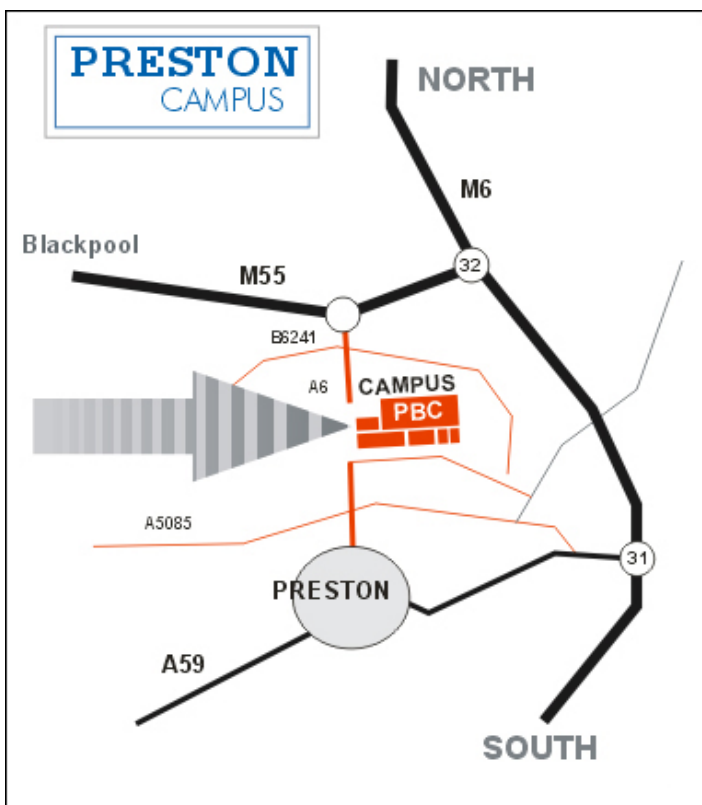 PRESTON
CAMPUS
NORTH
M6
Blackpool
M55
32
B6241
A6
CAMPUS
PBC
A5085
31
PRESTON
A59
SOUTH